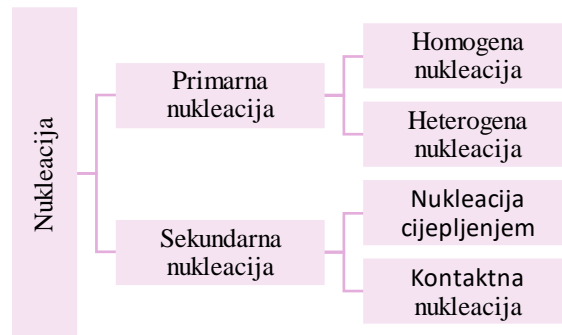 Nukleacija
Primarna
nukleacija
Homogena
nukleacija
Heterogena
nukleacija
Sekundarna
nukleacija
Nukleacija
cijepljenjem
Kontaktna
nukleacija